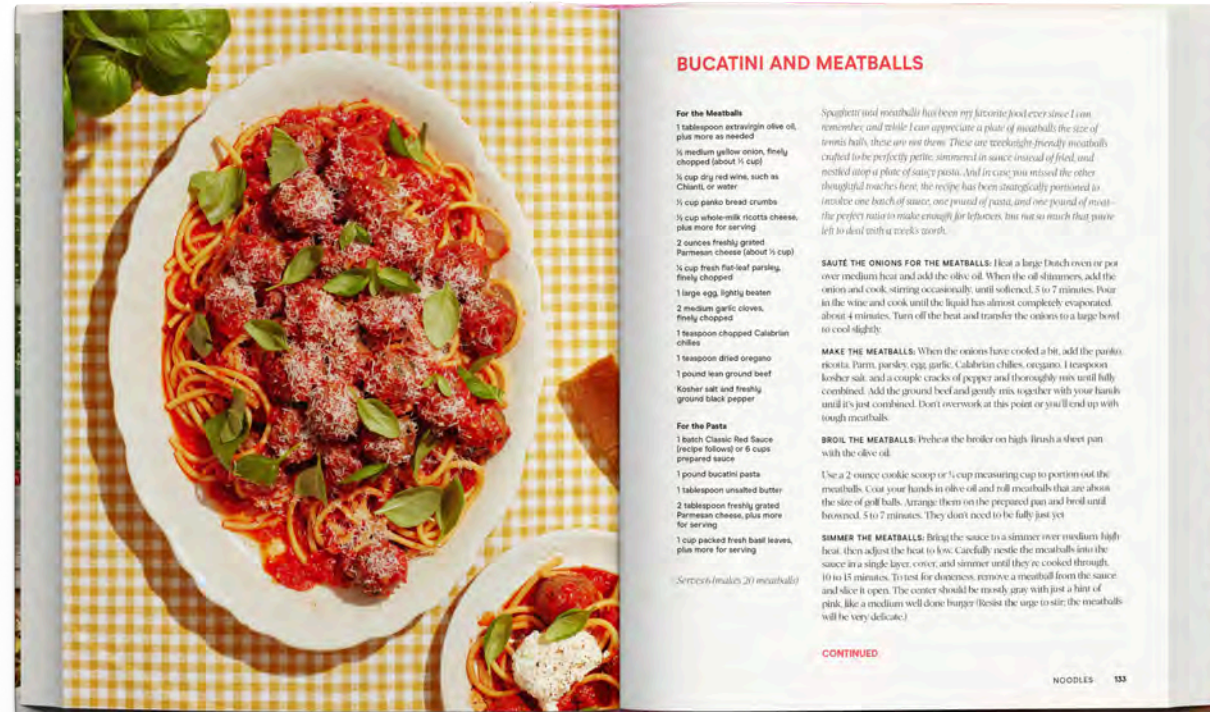 BUCATINI AND MEATBALLS
For the Meatballs
1 tablespoon extravirgin olive oil,
plus more as needed
medium yellow onion, finely
chopped (about cup)
cup dry red wine, such as
Chianti, or water
cup panko bread crumbs
cup whole-milk ricotta cheese,
plus more for serving
2 ounces freshly grated
Parmesan cheese (about cup)
cup fresh flat-leaf parsley,
finely chopped
1 large egg, lightly beaten
2 medium garlic cloves,
finely chopped
1 teaspoon chopped Calabrian
chilies
1 teaspoon dried oregano
1 pound lean ground beef
Kosher salt and freshly
ground black pepper
For the Pasta
1 batch Classic Red Sauce
(recipe follows) or 6 cups
prepared sauce
1 pound bucatini pasta
1 tablespoon unsalted butter
2 tablespoon freshly grated
Parmesan cheese, plus more
for serving
1 cup packed fresh basil leaves,
plus more for serving
Serves 6 (makes 20 meatballs)
Spaghetti and meatballs has been my favorite food ever since I can
remember, and while I can appreciate a plate of meatballs the size of
tennis balls, these are not them. These are weeknight-friendly meatballs
crafted to be perfectly petite, simmered in sauce instead of fried, and
nestled atop a plate of saucy pasta. And in case you missed the other
thoughtful touches here, the recipe has been strategically portioned to
involve one batch of sauce, one pound of pasta, and one pound of meat—
the perfect ratio to make enough for leftovers, but not so much that you're
left to deal with a week's worth.
SAUTÉ THE ONIONS FOR THE MEATBALLS: Heat a large Dutch oven or pot
over medium heat and add the olive oil. When the oil shimmers, add the
onion and cook, stirring occasionally, until softened, 5 to 7 minutes. Pour
in the wine and cook until the liquid has almost completely evaporated,
about 4 minutes. Turn off the heat and transfer the onions to a large bowl
to cool slightly.
MAKE THE MEATBALLS: When the onions have cooled a bit, add the panko,
ricotta, Parm, parsley, egg, garlic, Calabrian chilies, oregano, 1 teaspoon
kosher salt, and a couple cracks of pepper and thoroughly mix until fully
combined. Add the ground beef and gently mix together with your hands
until it's just combined. Don't overwork at this point or you'll end up with
tough meatballs.
BROIL THE MEATBALLS: Preheat the broiler on high. Brush a sheet pan
with the olive oil.
Use a 2-ounce cookie scoop or ¼ cup measuring cup to portion out the
meatballs. Coat your hands in olive oil and roll meatballs that are about
the size of golf balls. Arrange them on the prepared pan and broil until
browned, 5 to 7 minutes. They don't need to be fully just yet.
SIMMER THE MEATBALLS: Bring the sauce to a simmer over medium-high
heat, then adjust the heat to low. Carefully nestle the meatballs into the
sauce in a single layer, cover, and simmer until they're cooked through,
10 to 15 minutes. To test for doneness, remove a meatball from the sauce
and slice it open. The center should be mostly gray with just a hint of
pink, like a medium well done burger. (Resist the urge to stir; the meatballs
will be very delicate.)
CONTINUED
NOODLES 133